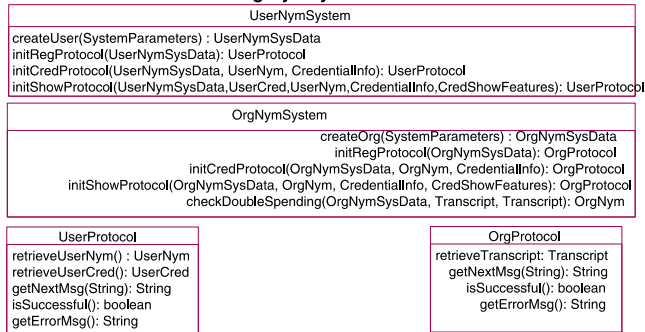 UserNymSystem
createUser(SystemParameters) : UserNymSysData
initRegProtocol(UserNymSysData): UserProtocol
initCredProtocol(UserNymSysData, UserNym, CredentialInfo): UserProtocol
initShowProtocol(UserNymSysData,UserCred,UserNym,CredentialInfo,CredShowFeatures): UserProtocol
OrgNymSystem
createOrg(SystemParameters) : OrgNymSysData
initRegProtocol(OrgNymSysData): OrgProtocol
initCredProtocol(OrgNymSysData, OrgNym, CredentialInfo): OrgProtocol
initShowProtocol(OrgNymSysData, OrgNym, CredentialInfo, CredShowFeatures): OrgProtocol
checkDoubleSpending(OrgNymSysData, Transcript, Transcript): OrgNym
UserProtocol
retrieveUserNym() : UserNym
retrieveUserCred(): UserCred
getNextMsg(String): String
isSuccessful(): boolean
getErrorMsg(): String
OrgProtocol
retrieveTranscript: Transcript
getNextMsg(String): String
isSuccessful(): boolean
getErrorMsg(): String